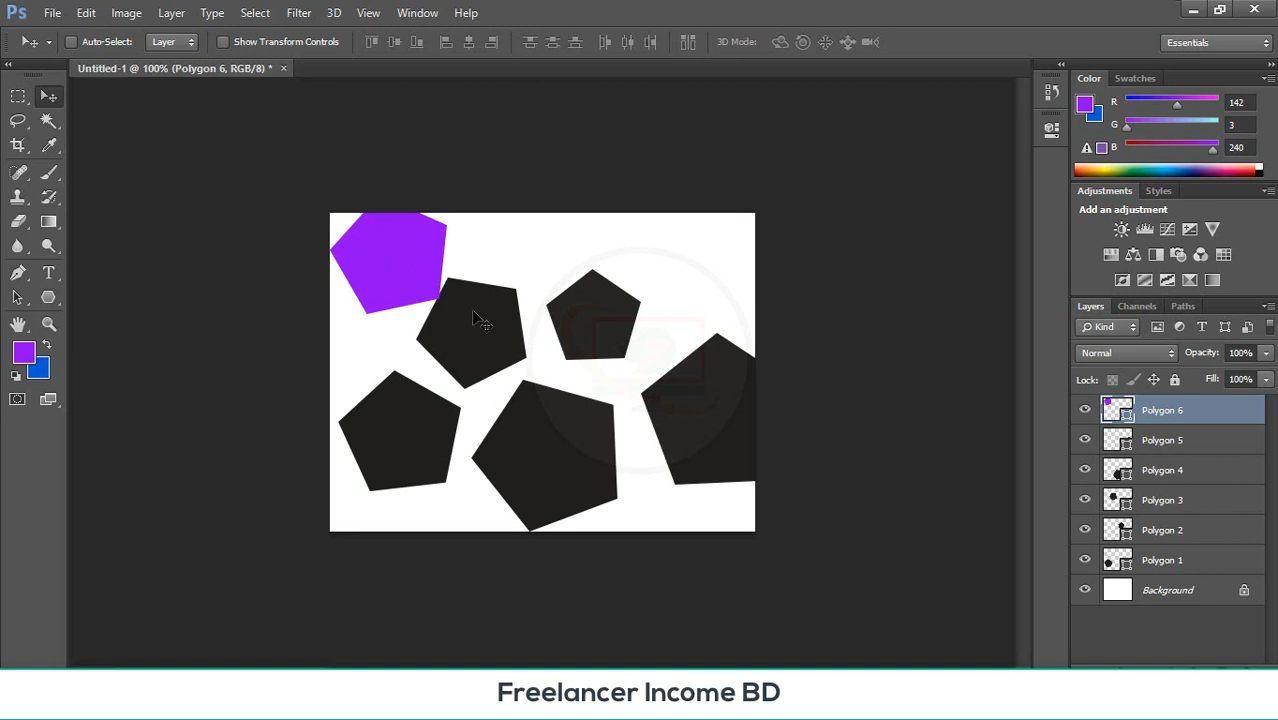 Ps File Edit Image Layer Type Select Filter 3D View Window Help
Auto-Select: Layer Show Transform Controls 3D Mode: Essentials
Untitled-1 @ 100% (Polygon 6, RGB/8) *
Color Swatches
R 142
G 3
B 240
Adjustments Styles
Add an adjustment
Layers Channels Paths
Kind
Normal Opacity: 100%
Lock: Fill: 100%
Polygon 6
Polygon 5
Polygon 4
Polygon 3
Polygon 2
Polygon 1
Background
Freelancer Income BD